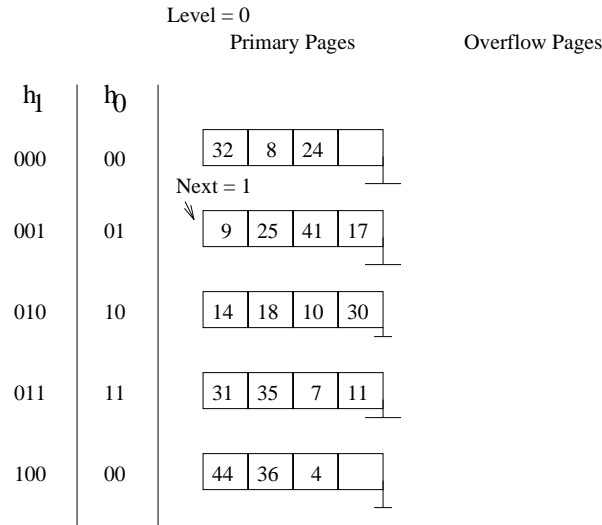 Level = 0
Primary Pages Overflow Pages
h1 h0
000 00 32 8 24
Next = 1
001 01 9 25 41 17
010 10 14 18 10 30
011 11 31 35 7 11
100 00 44 36 4